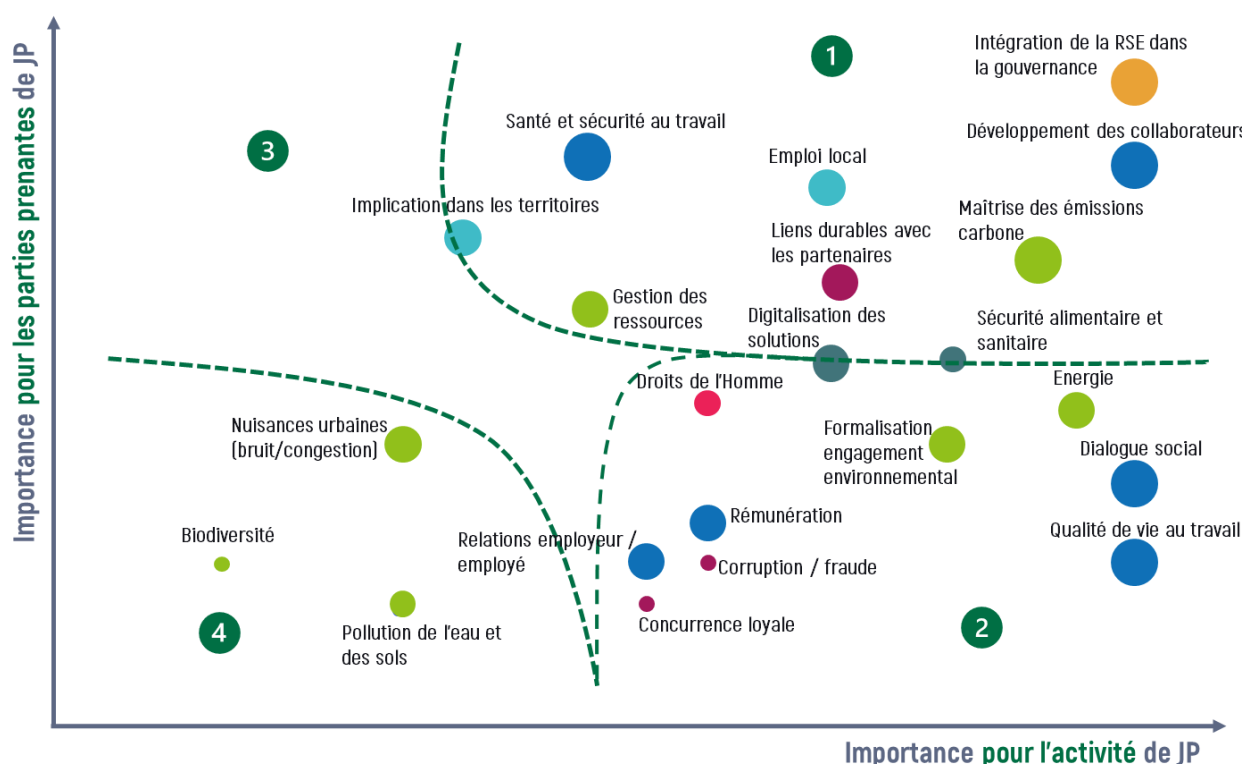 Importance pour les parties prenantes de JP
1
Intégration de la RSE dans
la gouvernance
Santé et sécurité au travail
Développement des collaborateurs
3
Emploi local
Implication dans les territoires
Maîtrise des émissions
carbone
Liens durables avec
les partenaires
Gestion des
ressources
Digitalisation des
solutions
Sécurité alimentaire et
sanitaire
Droits de l'Homme
Energie
Nuisances urbaines
(bruit/congestion)
Formalisation
engagement
environnemental
Dialogue social
Rémunération
Qualité de vie au travail
Biodiversité
Relations employeur /
employé
Corruption / fraude
4
Pollution de l'eau et
des sols
Concurrence loyale
2
Importance pour l'activité de JP